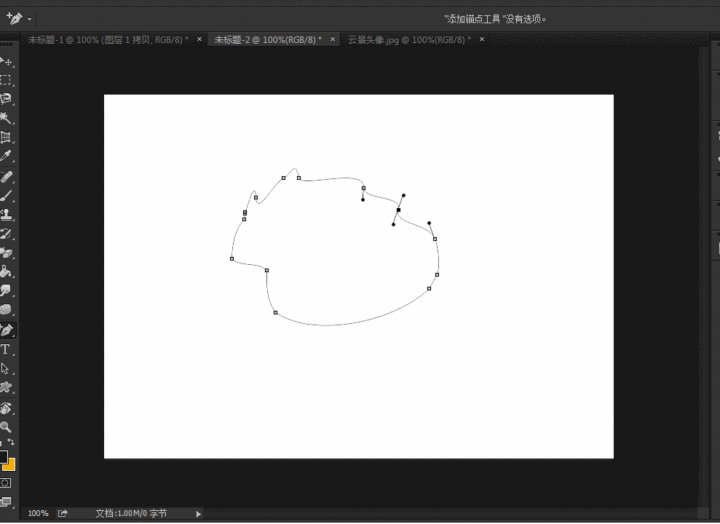 "添加锚点工具 "没有选项。
未标题-1 @ 100% (图层 1 拷贝, RGB/8) * ×
未标题-2 @ 100%(RGB/8) * ×
云景头像.jpg @ 100%(RGB/8) * ×
T
100% 文档:1.00M/0 字节